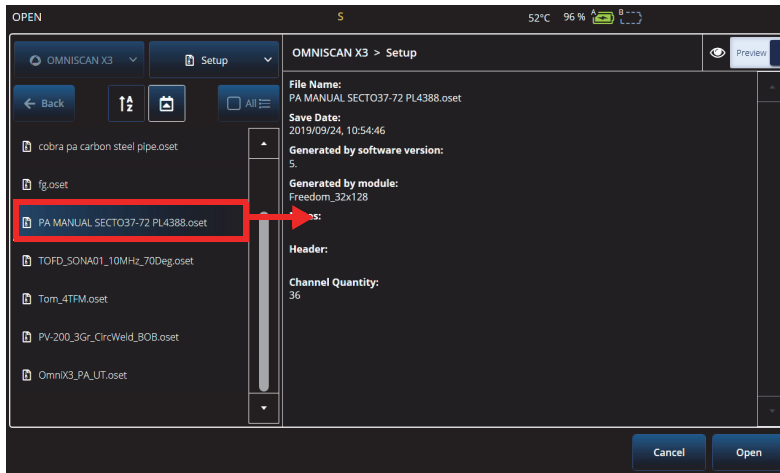 OPEN
S
52°C 96 % A B
OMNISCAN X3
Setup
OMNISCAN X3 > Setup
Preview
Back
A Z
All
cobra pa carbon steel pipe.oset
fg.oset
PA MANUAL SECTO37-72 PL4388.oset
TOFD_SONA01_10MHz_70Deg.oset
Tom_4TFM.oset
PV-200_3Gr_CircWeld_BOB.oset
OmniX3_PA_UT.oset
File Name:
PA MANUAL SECTO37-72 PL4388.oset
Save Date:
2019/09/24, 10:54:46
Generated by software version:
5.
Generated by module:
Freedom_32x128
Header:
Channel Quantity:
36
Cancel
Open